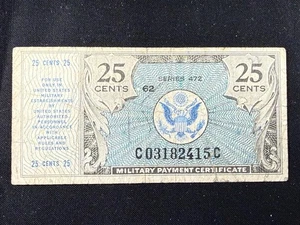 25 CENTS 25
FOR USE
ONLY IN
UNITED STATES
MILITARY
ESTABLISHMENTS
BY
UNITED STATES
AUTHORIZED
PERSONNEL
IN ACCORDANCE
WITH
APPLICABLE
RULES AND
REGULATIONS
25 CENTS 25
25
CENTS
SERIES 472
62
25
CENTS
C03182415C
MILITARY PAYMENT CERTIFICATE